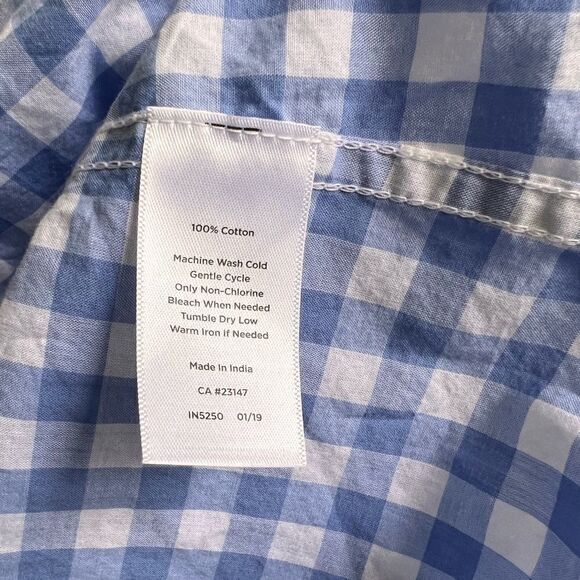 100% Cotton
Machine Wash Cold
Gentle Cycle
Only Non-Chlorine
Bleach When Needed
Tumble Dry Low
Warm Iron if Needed
Made In India
CA #23147
IN5250 01/19